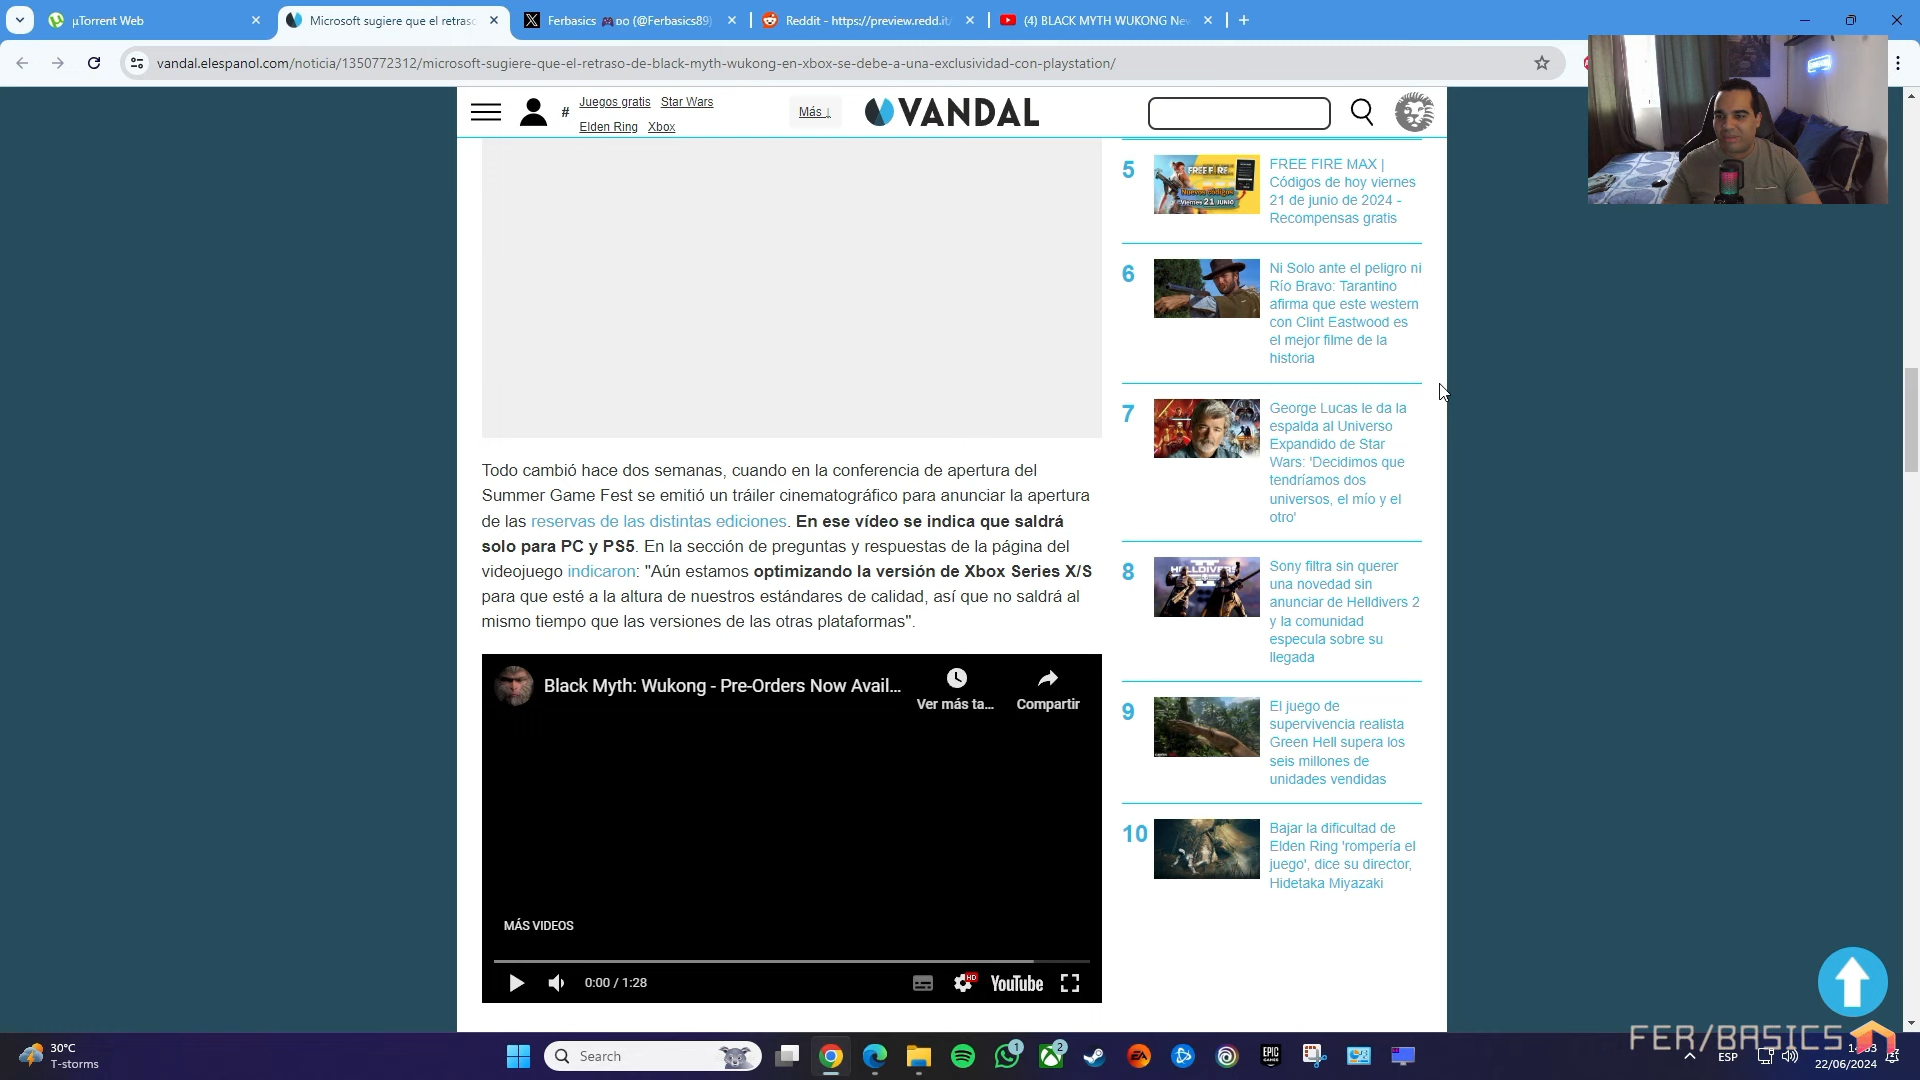 µTorrent Web
Microsoft sugiere que el retraso
Ferbasics 🎮DO (@Ferbasics89)
Reddit - https://preview.redd.it/
(4) BLACK MYTH WUKONG New
vandal.elespanol.com/noticia/1350772312/microsoft-sugiere-que-el-retraso-de-black-myth-wukong-en-xbox-se-debe-a-una-exclusividad-con-playstation/
# Juegos gratis Star Wars
Elden Ring Xbox
Más ↓
VANDAL
5
FREE FIRE MAX |
Códigos de hoy viernes
21 de junio de 2024 -
Recompensas gratis
6
Ni Solo ante el peligro ni
Río Bravo: Tarantino
afirma que este western
con Clint Eastwood es
el mejor filme de la
historia
7
George Lucas le da la
espalda al Universo
Expandido de Star
Wars: 'Decidimos que
tendríamos dos
universos, el mío y el
otro'
8
Sony filtra sin querer
una novedad sin
anunciar de Helldivers 2
y la comunidad
especula sobre su
llegada
9
El juego de
supervivencia realista
Green Hell supera los
seis millones de
unidades vendidas
10
Bajar la dificultad de
Elden Ring 'rompería el
juego', dice su director,
Hidetaka Miyazaki
Todo cambió hace dos semanas, cuando en la conferencia de apertura del
Summer Game Fest se emitió un tráiler cinematográfico para anunciar la apertura
de las reservas de las distintas ediciones. En ese vídeo se indica que saldrá
solo para PC y PS5. En la sección de preguntas y respuestas de la página del
videojuego indicaron: "Aún estamos optimizando la versión de Xbox Series X/S
para que esté a la altura de nuestros estándares de calidad, así que no saldrá al
mismo tiempo que las versiones de las otras plataformas".
Black Myth: Wukong - Pre-Orders Now Avail...
Ver más ta...
Compartir
MÁS VIDEOS
0:00 / 1:28
HD
YouTube
FER/BASICS
30°C
T-storms
Search
1
2
EA
EPIC
GAMES
ESP
22/06/2024